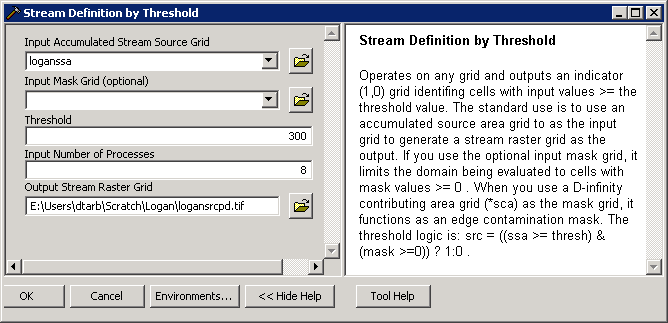 Stream Definition by Threshold
Input Accumulated Stream Source Grid
loganssa
Input Mask Grid (optional)
Threshold
300
Input Number of Processes
8
Output Stream Raster Grid
E:\Users\dtarb\Scratch\Logan\logansrcpd.tif
Stream Definition by Threshold
Operates on any grid and outputs an indicator
(1,0) grid identifing cells with input values >= the
threshold value. The standard use is to use an
accumulated source area grid to as the input
grid to generate a stream raster grid as the
output. If you use the optional input mask grid, it
limits the domain being evaluated to cells with
mask values >= 0 . When you use a D-infinity
contributing area grid (*sca) as the mask grid, it
functions as an edge contamination mask. The
threshold logic is: src = ((ssa >= thresh) &
(mask >=0)) ? 1:0 .
OK
Cancel
Environments...
<< Hide Help
Tool Help